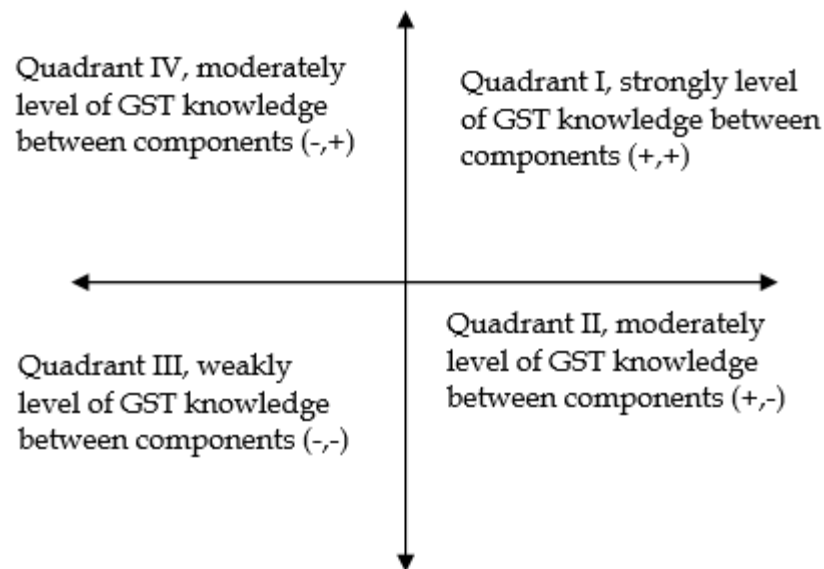 Quadrant IV, moderately
level of GST knowledge
between components (-,+)
Quadrant I, strongly level
of GST knowledge between
components (+,+)
Quadrant III, weakly
level of GST knowledge
between components (-,-)
Quadrant II, moderately
level of GST knowledge
between components (+,-)